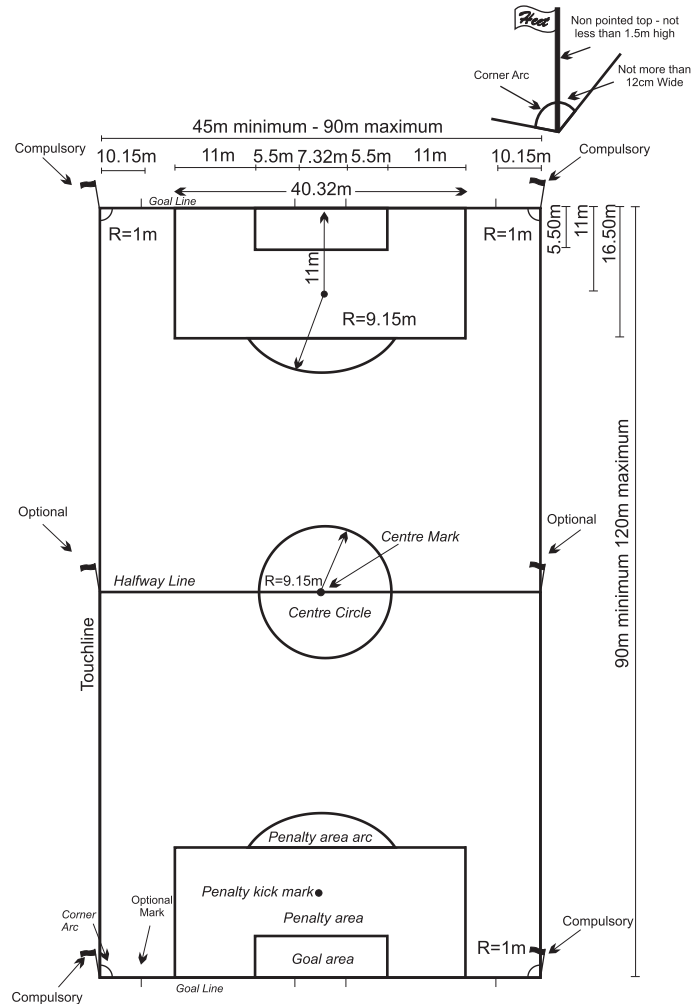 Heet
Non pointed top - not
less than 1.5m high
Corner Arc
Not more than
12cm Wide
45m minimum - 90m maximum
Compulsory
Compulsory
10.15m
11m
5.5m
7.32m
5.5m
11m
10.15m
40.32m
Goal Line
R=1m
R=1m
5.50m
11m
16.50m
11m
R=9.15m
90m minimum 120m maximum
Optional
Optional
Centre Mark
Halfway Line
R=9.15m
Centre Circle
Touchline
Penalty area arc
Penalty kick mark
Optional
Mark
Penalty area
Corner
Arc
Compulsory
R=1m
Goal area
Goal Line
Compulsory